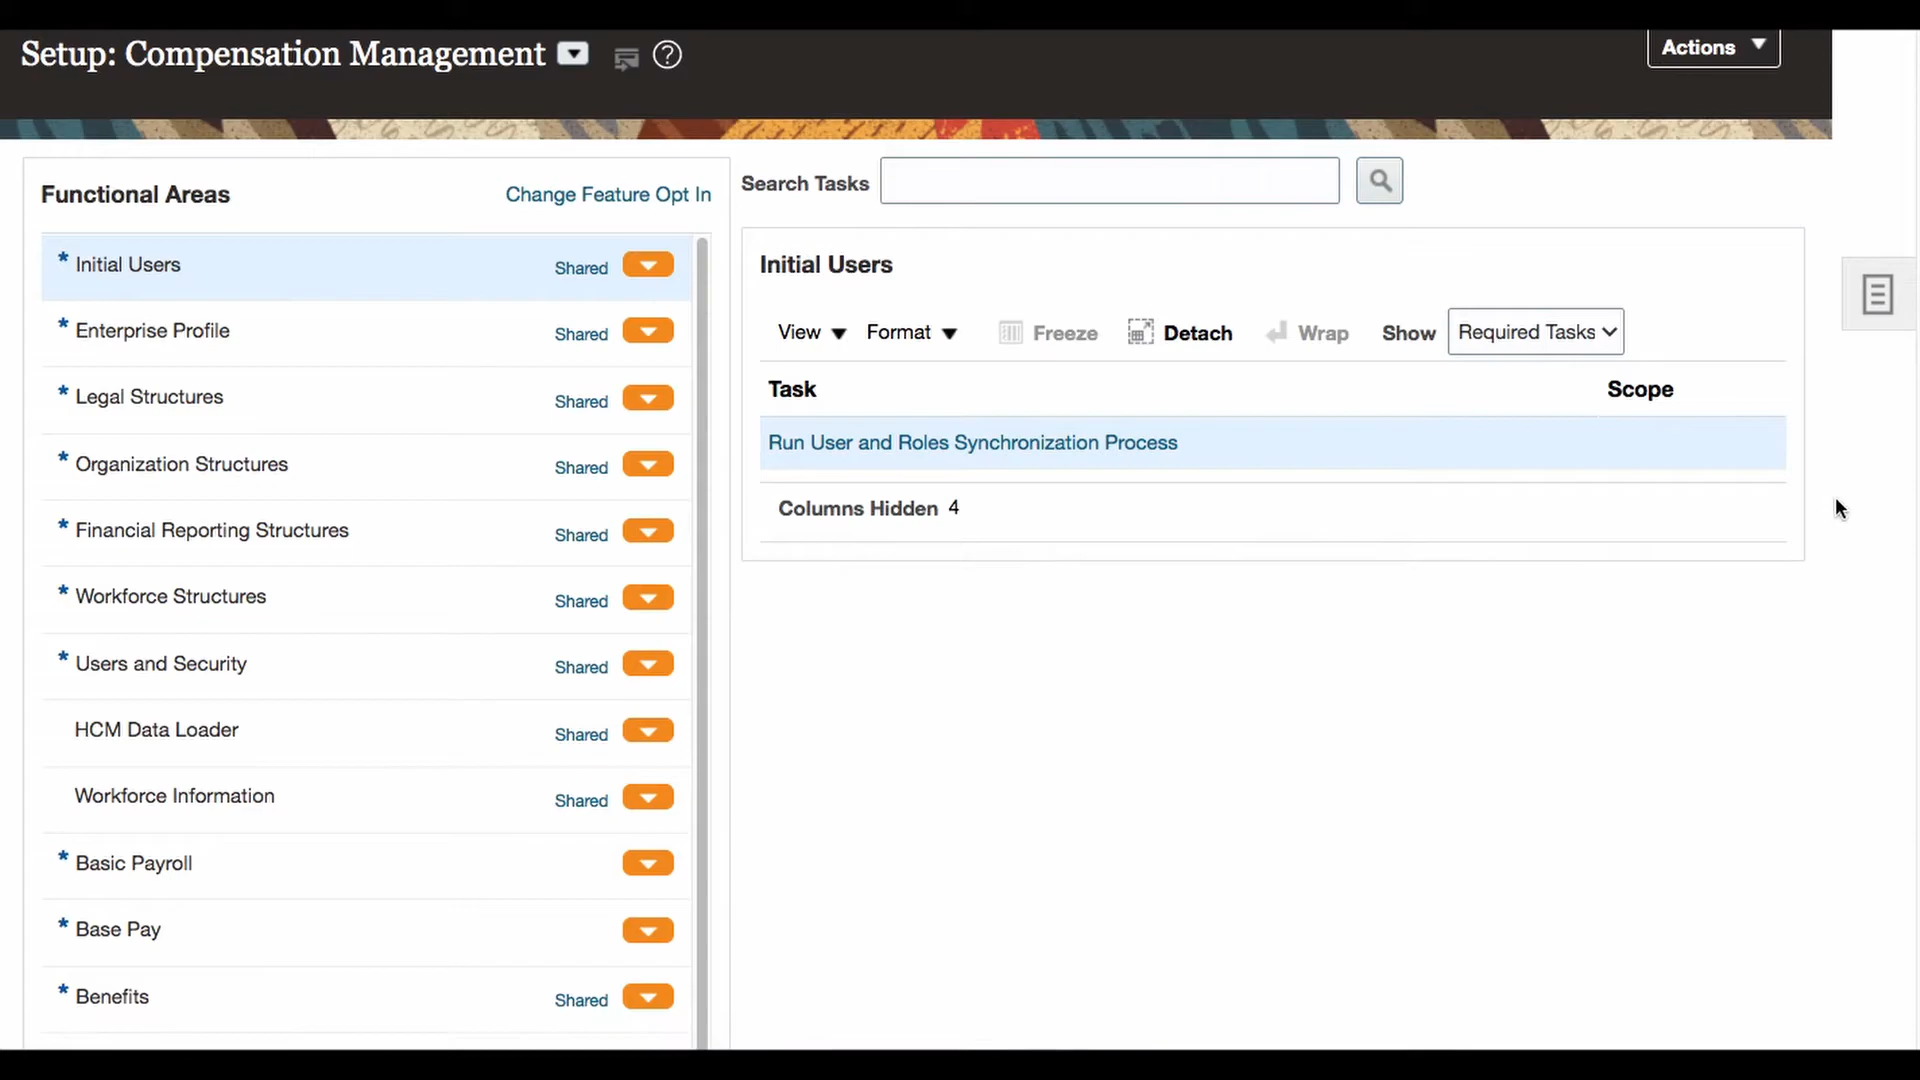 Setup: Compensation Management
Actions
Functional Areas
Change Feature Opt In
* Initial Users Shared
* Enterprise Profile Shared
* Legal Structures Shared
* Organization Structures Shared
* Financial Reporting Structures Shared
* Workforce Structures Shared
* Users and Security Shared
HCM Data Loader Shared
Workforce Information Shared
* Basic Payroll
* Base Pay
* Benefits Shared
Search Tasks
Initial Users
View Format Freeze Detach Wrap Show Required Tasks
Task Scope
Run User and Roles Synchronization Process
Columns Hidden 4